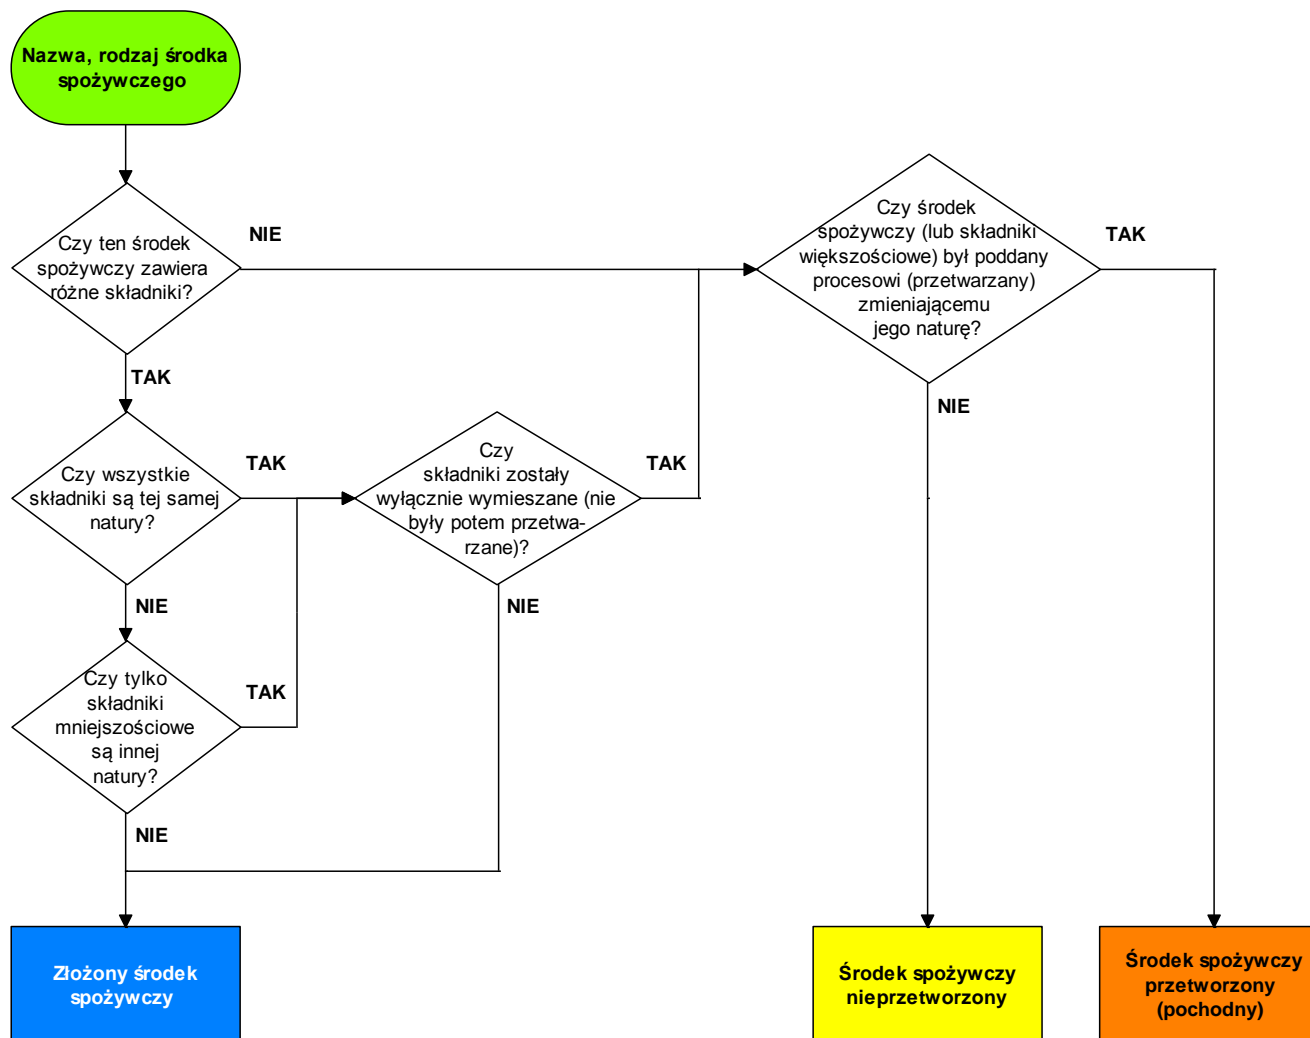 Nazwa, rodzaj środka
spożywczego
Czy ten środek
spożywczy zawiera
różne składniki?
NIE
TAK
Czy środek
spożywczy (lub składniki
większościowe) był poddany
procesowi (przetwarzany)
zmieniającemu
jego naturę?
TAK
NIE
Czy wszystkie
składniki są tej samej
natury?
TAK
NIE
Czy
składniki zostały
wyłącznie wymieszane (nie
były potem przetwa-
rzane)?
TAK
NIE
Czy tylko
składniki
mniejszościowe
są innej
natury?
TAK
NIE
Złożony środek
spożywczy
Środek spożywczy
nieprzetworzony
Środek spożywczy
przetworzony
(pochodny)